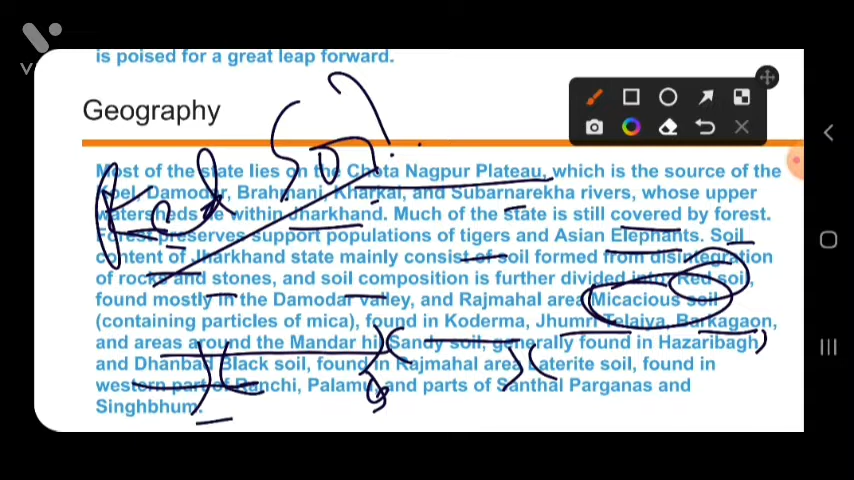 is poised for a great leap forward.
Geography
Red Soil
Most of the state lies on the Chota Nagpur Plateau, which is the source of the
Koel, Damodar, Brahmani, Kharkai, and Subarnarekha rivers, whose upper
watersheds lie within Jharkhand. Much of the state is still covered by forest.
Forest preserves support populations of tigers and Asian Elephants. Soil
content of Jharkhand state mainly consist of soil formed from disintegration
of rocks and stones, and soil composition is further divided into: Red soil,
found mostly in the Damodar valley, and Rajmahal area Micacious soil
(containing particles of mica), found in Koderma, Jhumri Telaiya, Barkagaon,
and areas around the Mandar hill Sandy soil, generally found in Hazaribagh
and Dhanbad Black soil, found in Rajmahal area Laterite soil, found in
western part of Ranchi, Palamu, and parts of Santhal Parganas and
Singhbhum.